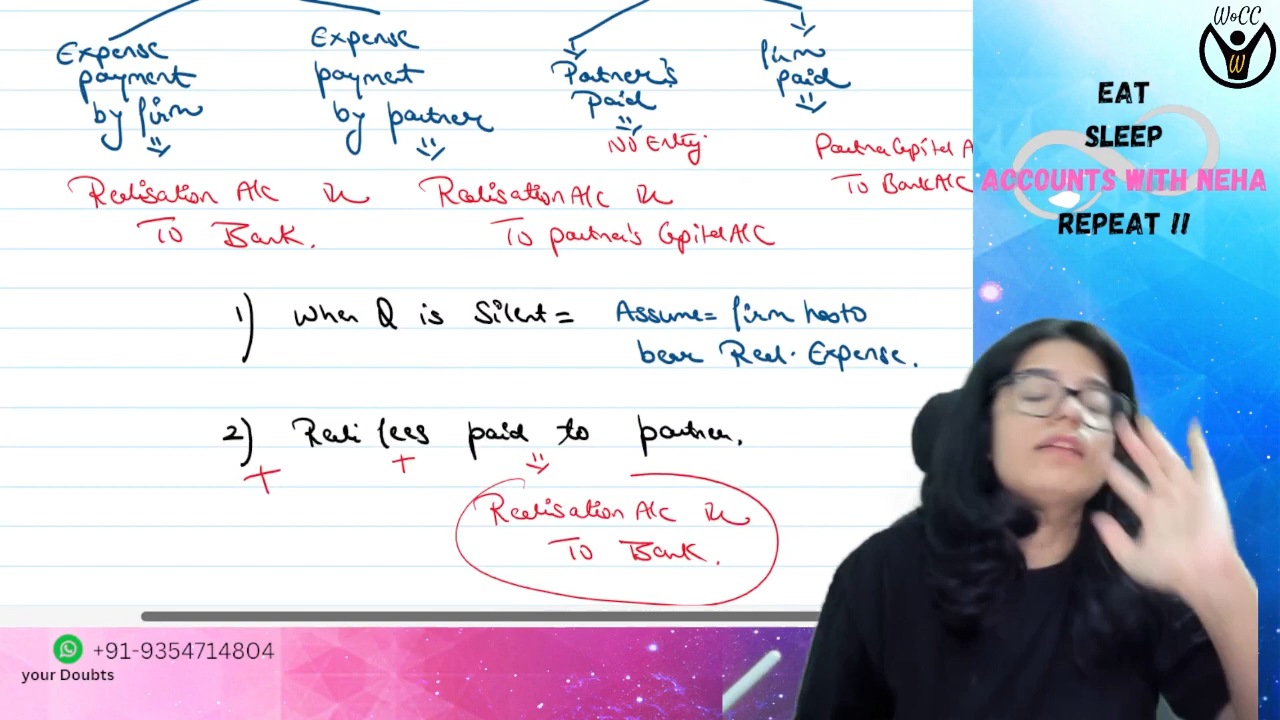 Expense
payment
by firm
Realisation A/c Dr
To Bank.
Expense
payment
by partner
Realisation A/c Dr
To partner's Capital A/C
Partner's
Paid
No Entry
firm
paid
Partner Capital A
To Bank A/C
1) When Q is Silent = Assume = firm has to
bear Real. Expense.
2) Reali fees paid to partner.
Realisation A/c Dr
To Bank.
WoCC
W
EAT
SLEEP
ACCOUNTS WITH NEHA
REPEAT !!
+91-9354714804
your Doubts